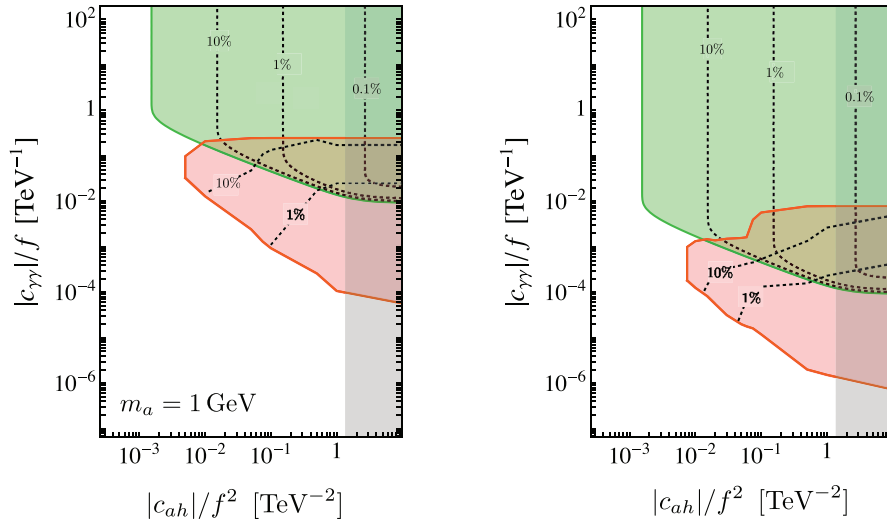 10²
1
10⁻²
10⁻⁴
10⁻⁶
|c_γγ|/f [TeV⁻¹]
10%
1%
0.1%
10%
1%
m_a = 1 GeV
10⁻³ 10⁻² 10⁻¹ 1
|c_ah|/f² [TeV⁻²]
10²
1
10⁻²
10⁻⁴
10⁻⁶
|c_γγ|/f [TeV⁻¹]
10%
1%
0.1%
10%
1%
10⁻³ 10⁻² 10⁻¹ 1
|c_ah|/f² [TeV⁻²]